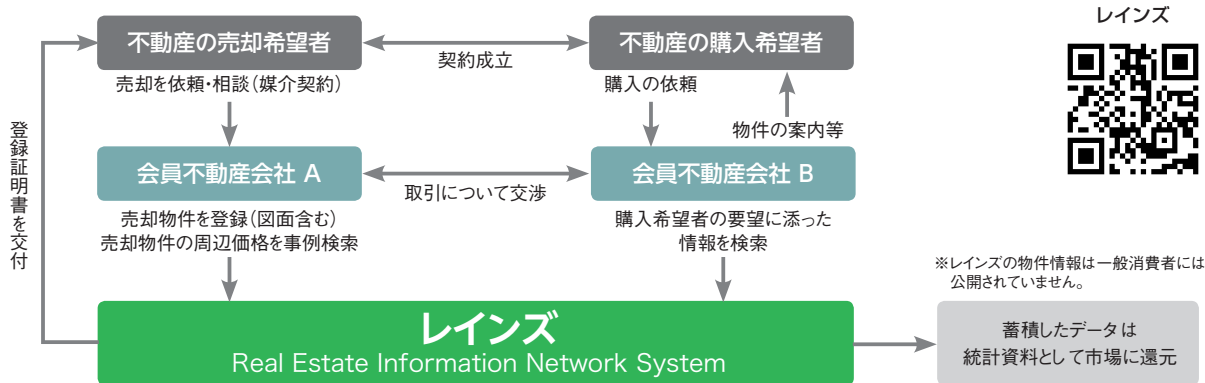 レインズ
不動産の売却希望者
不動産の購入希望者
契約成立
売却を依頼・相談（媒介契約）
購入の依頼
物件の案内等
登録証明書を交付
会員不動産会社 A
会員不動産会社 B
取引について交渉
売却物件を登録（図面含む）
売却物件の周辺価格を事例検索
購入希望者の要望に添った
情報を検索
※レインズの物件情報は一般消費者には
公開されていません。
レインズ
Real Estate Information Network System
蓄積したデータは
統計資料として市場に還元